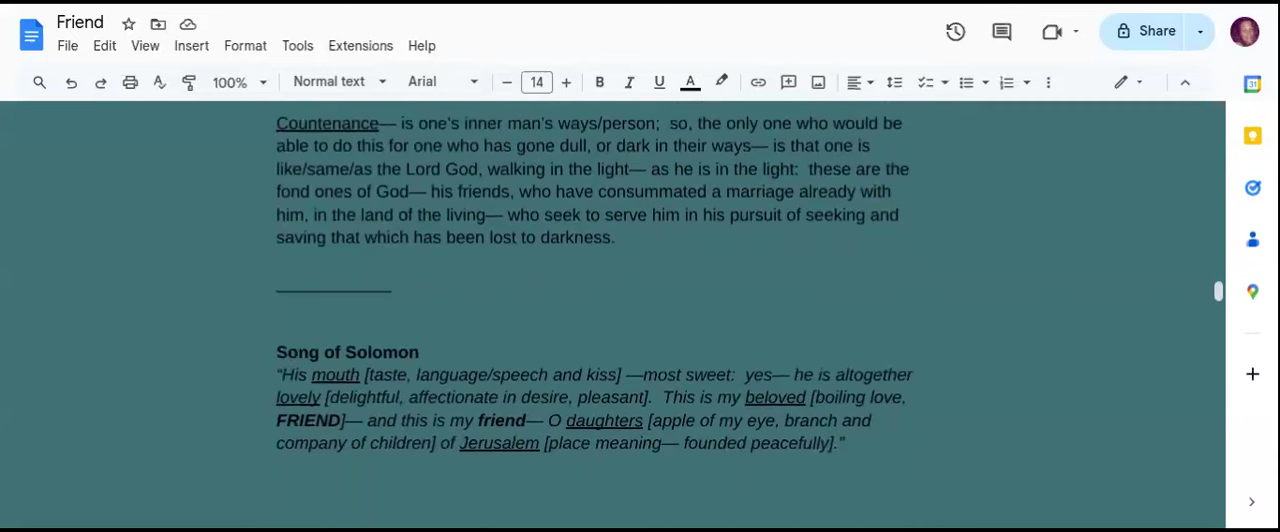 Friend
File Edit View Insert Format Tools Extensions Help
Share
100% Normal text Arial 14 B I U A
Countenance— is one's inner man's ways/person;  so, the only one who would be
able to do this for one who has gone dull, or dark in their ways— is that one is
like/same/as the Lord God, walking in the light— as he is in the light:  these are the
fond ones of God— his friends, who have consummated a marriage already with
him, in the land of the living— who seek to serve him in his pursuit of seeking and
saving that which has been lost to darkness.
Song of Solomon
“His mouth [taste, language/speech and kiss] —most sweet:  yes— he is altogether
lovely [delightful, affectionate in desire, pleasant].  This is my beloved [boiling love,
FRIEND]— and this is my friend— O daughters [apple of my eye, branch and
company of children] of Jerusalem [place meaning— founded peacefully].”